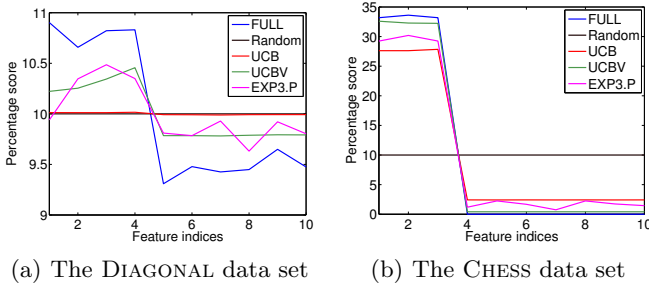 11
10.5
10
9.5
9
Percentage score
2 4 6 8 10
Feature indices
FULL
Random
UCB
UCBV
EXP3.P
(a) The DIAGONAL data set
35
30
25
20
15
10
5
0
Percentage score
2 4 6 8 10
Feature indices
FULL
Random
UCB
UCBV
EXP3.P
(b) The CHESS data set